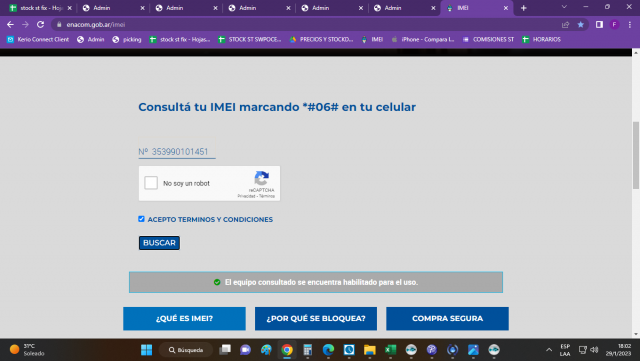 stock st fix - Hojas
Admin
Admin
Admin
Admin
IMEI
enacom.gob.ar/imei
F
Kerio Connect Client
Admin
picking
stock st fix - Hojas...
STOCK ST SWPOCE...
PRECIOS Y STOCKD...
IMEI
iPhone - Compara l...
COMISIONES ST
HORARIOS
Consultá tu IMEI marcando *#06# en tu celular
Nº 353990101451
No soy un robot
reCAPTCHA
Privacidad - Términos
ACEPTO TERMINOS Y CONDICIONES
BUSCAR
El equipo consultado se encuentra habilitado para el uso.
¿QUÉ ES IMEI?
¿POR QUÉ SE BLOQUEA?
COMPRA SEGURA
31°C
Soleado
Búsqueda
ESP
LAA
18:02
29/1/2023